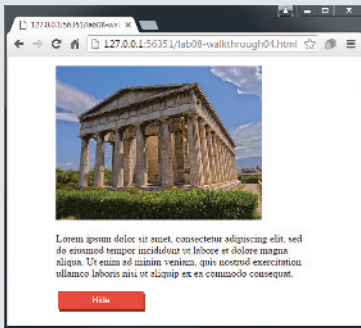 127.0.0.1:56351/lab08-wal
127.0.0.1:56351/lab08-walkthrough04.html
Lorem ipsum dolor sit amet, consectetur adipiscing elit, sed
do eiusmod tempor incididunt ut labore et dolore magna
aliqua. Ut enim ad minim veniam, quis nostrud exercitation
ullamco laboris nisi ut aliquip ex ea commodo consequat.
Hide